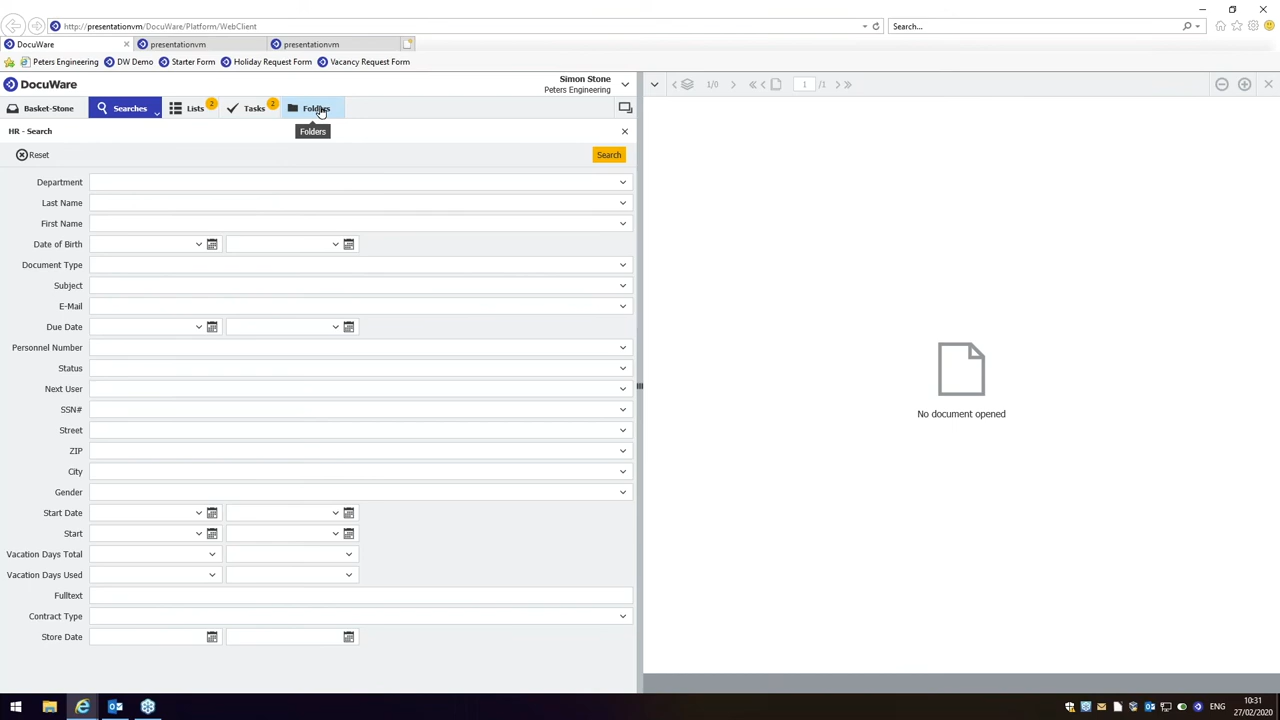 http://presentationvm/DocuWare/Platform/WebClient
Search...
DocuWare
presentationvm
presentationvm
Peters Engineering
DW Demo
Starter Form
Holiday Request Form
Vacancy Request Form
DocuWare
Simon Stone
Peters Engineering
1/0
1
/1
Basket-Stone
Searches
Lists
2
Tasks
2
Folders
HR - Search
Folders
Reset
Search
Department
Last Name
First Name
Date of Birth
Document Type
Subject
E-Mail
Due Date
Personnel Number
Status
Next User
SSN#
Street
ZIP
City
Gender
Start Date
Start
Vacation Days Total
Vacation Days Used
Fulltext
Contract Type
Store Date
No document opened
ENG
10:31
27/02/2020